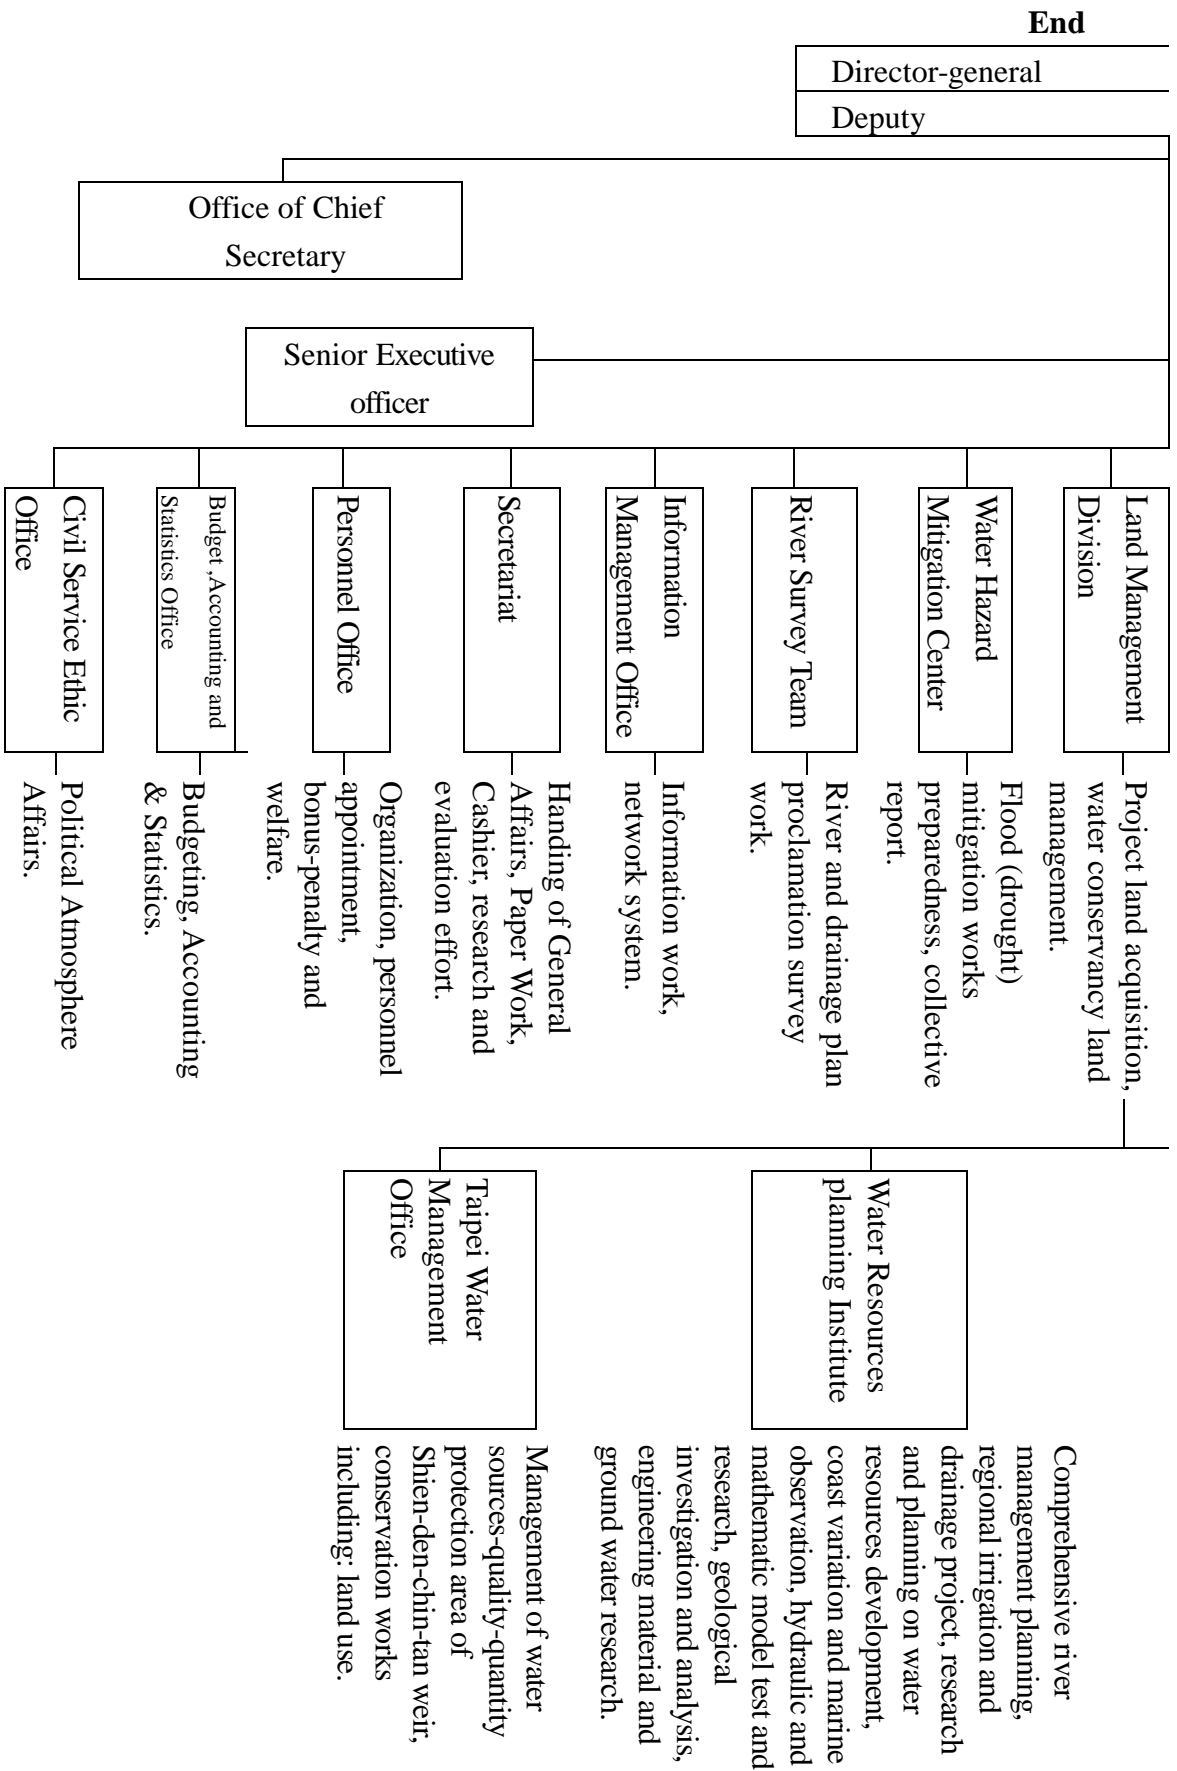 End
Director-general
Deputy
Office of Chief
Secretary
Senior Executive
officer
Land Management
Division
Project land acquisition,
water conservancy land
management.
Water Hazard
Mitigation Center
Flood (drought)
mitigation works
preparedness, collective
report.
River Survey Team
River and drainage plan
proclamation survey
work.
Information
Management Office
Information work,
network system.
Secretariat
Handing of General
Affairs, Paper Work,
Cashier, research and
evaluation effort.
Personnel Office
Organization, personnel
appointment,
bonus-penalty and
welfare.
Budget ,Accounting and
Statistics Office
Budgeting, Accounting
& Statistics.
Civil Service Ethic
Office
Political Atmosphere
Affairs.
Water Resources
planning Institute
Comprehensive river
management planning,
regional irrigation and
drainage project, research
and planning on water
resources development,
coast variation and marine
observation, hydraulic and
mathematic model test and
research, geological
investigation and analysis,
engineering material and
ground water research.
Taipei Water
Management
Office
Management of water
sources-quality-quantity
protection area of
Shien-den-chin-tan weir,
conservation works
including: land use.